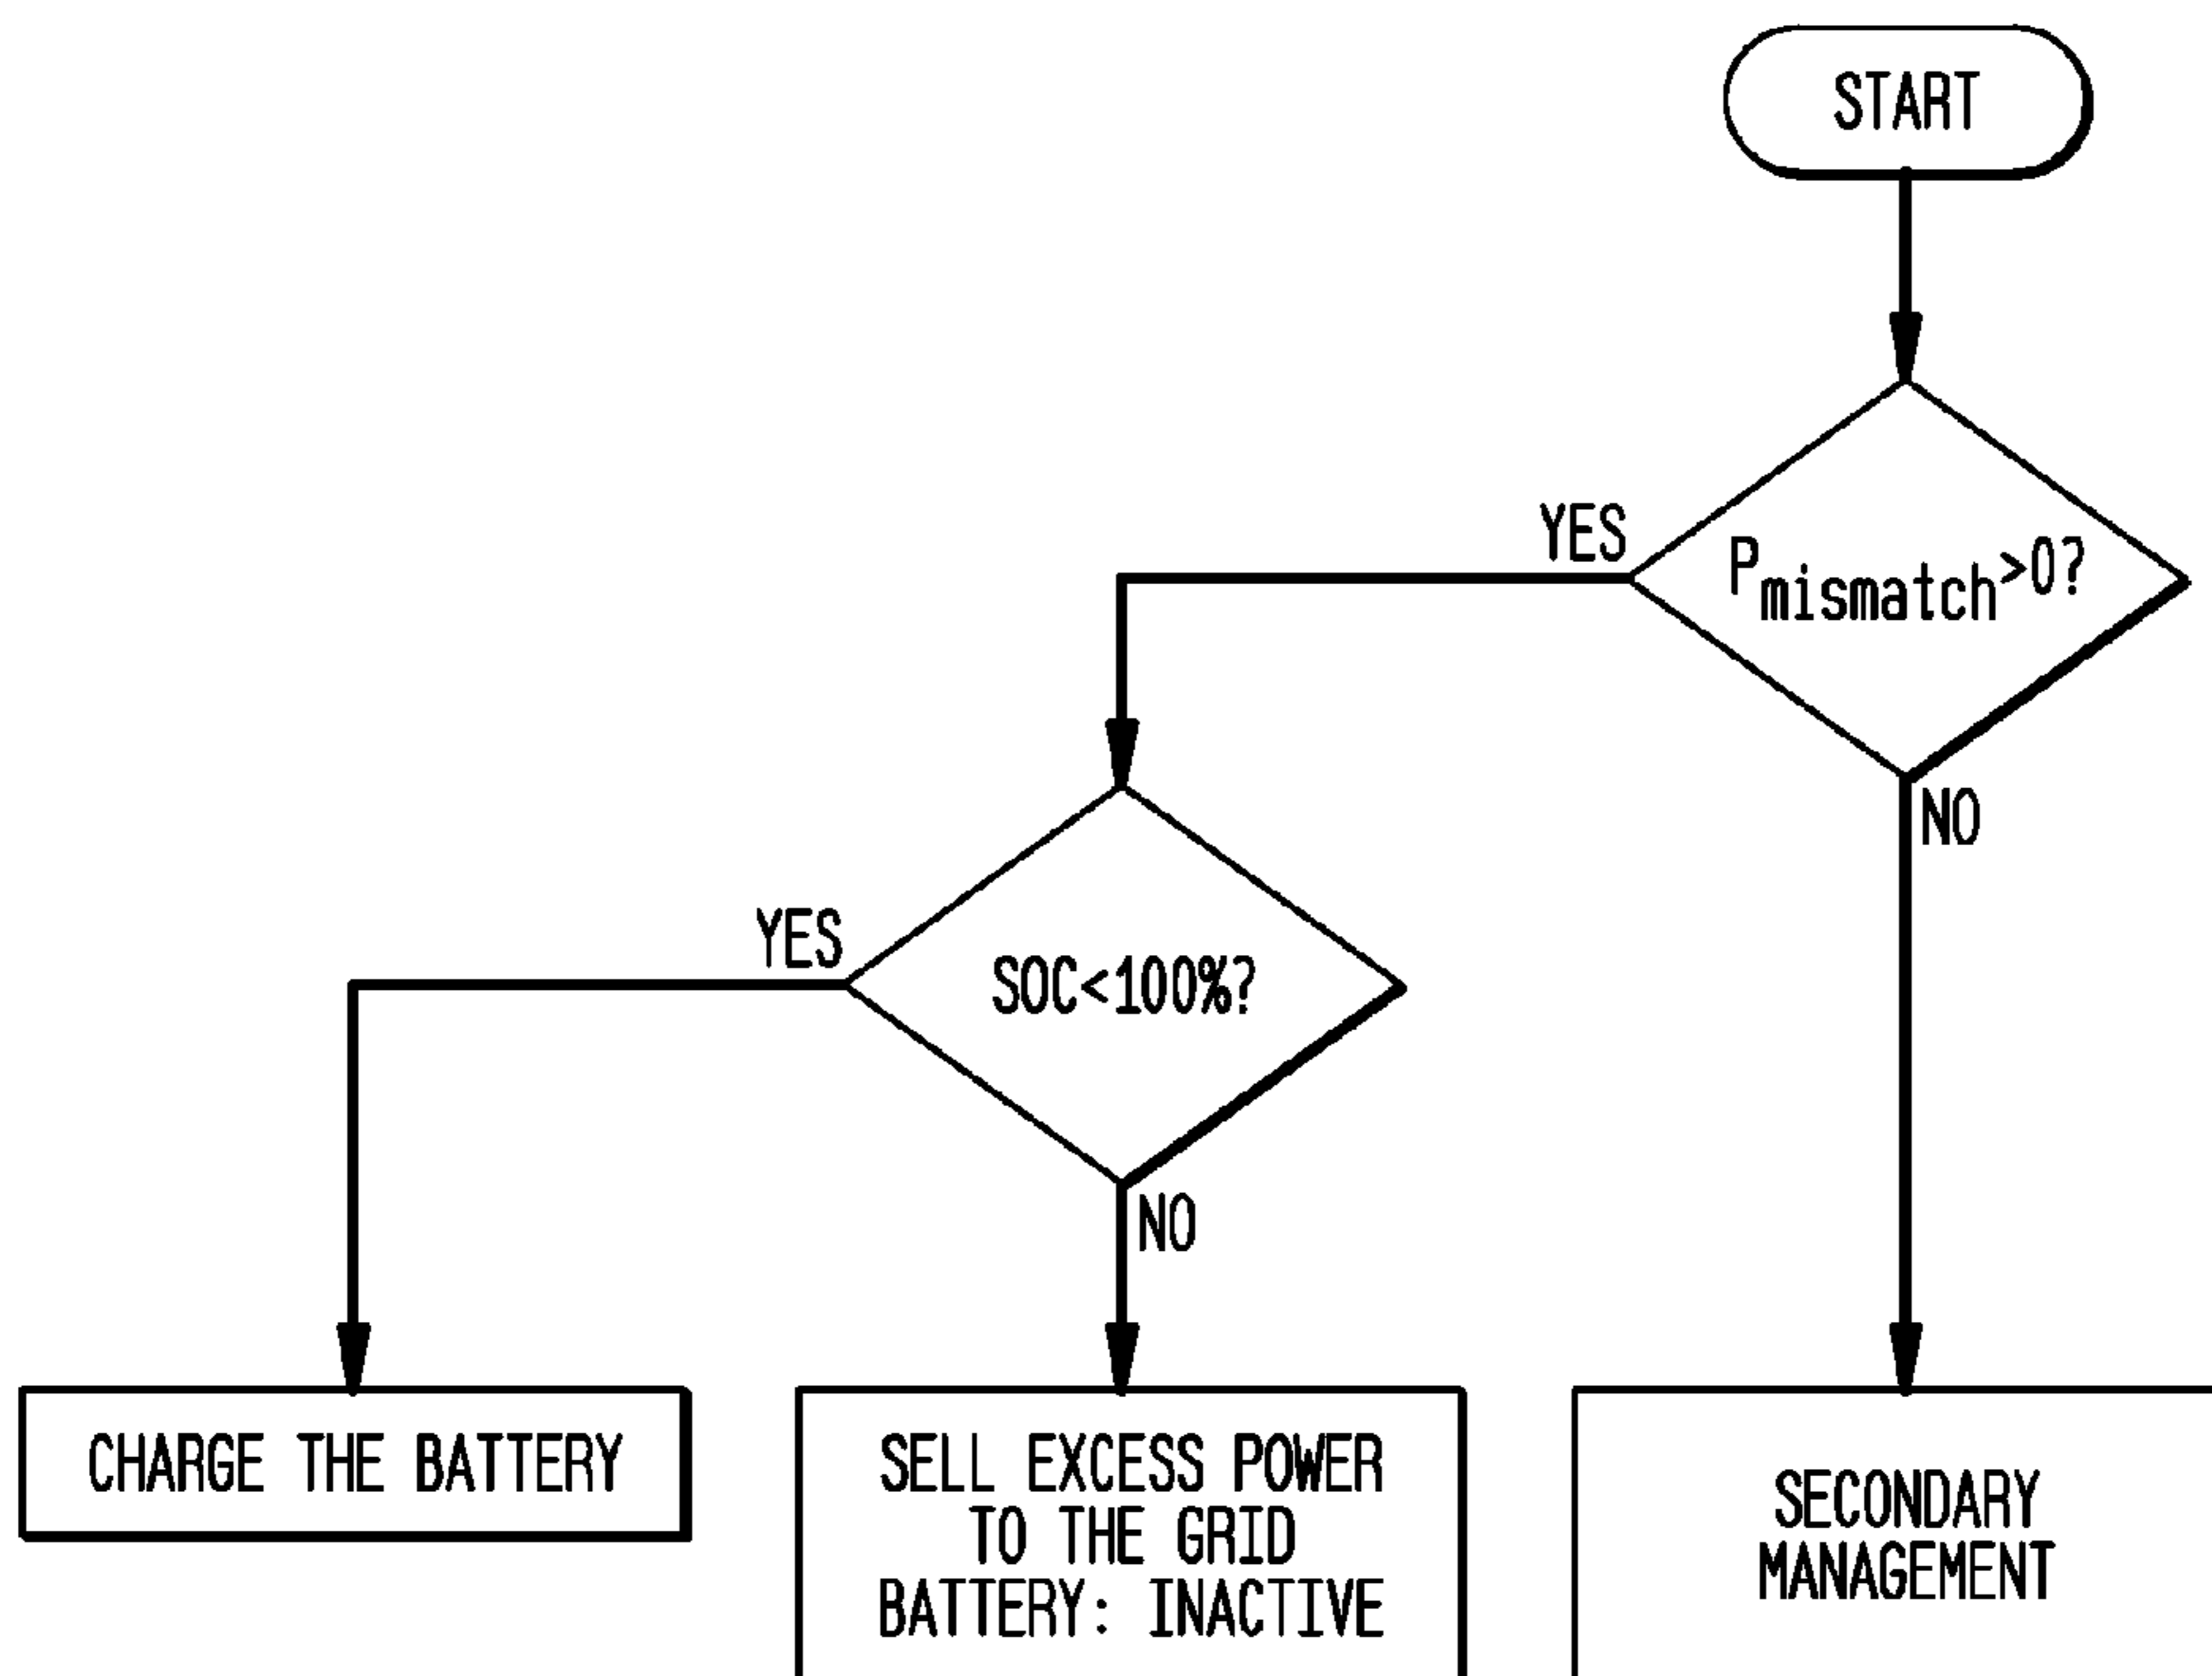 START
YES
Pmismatch>0?
NO
YES
SOC<100%?
NO
CHARGE THE BATTERY
SELL EXCESS POWER
TO THE GRID
BATTERY: INACTIVE
SECONDARY
MANAGEMENT